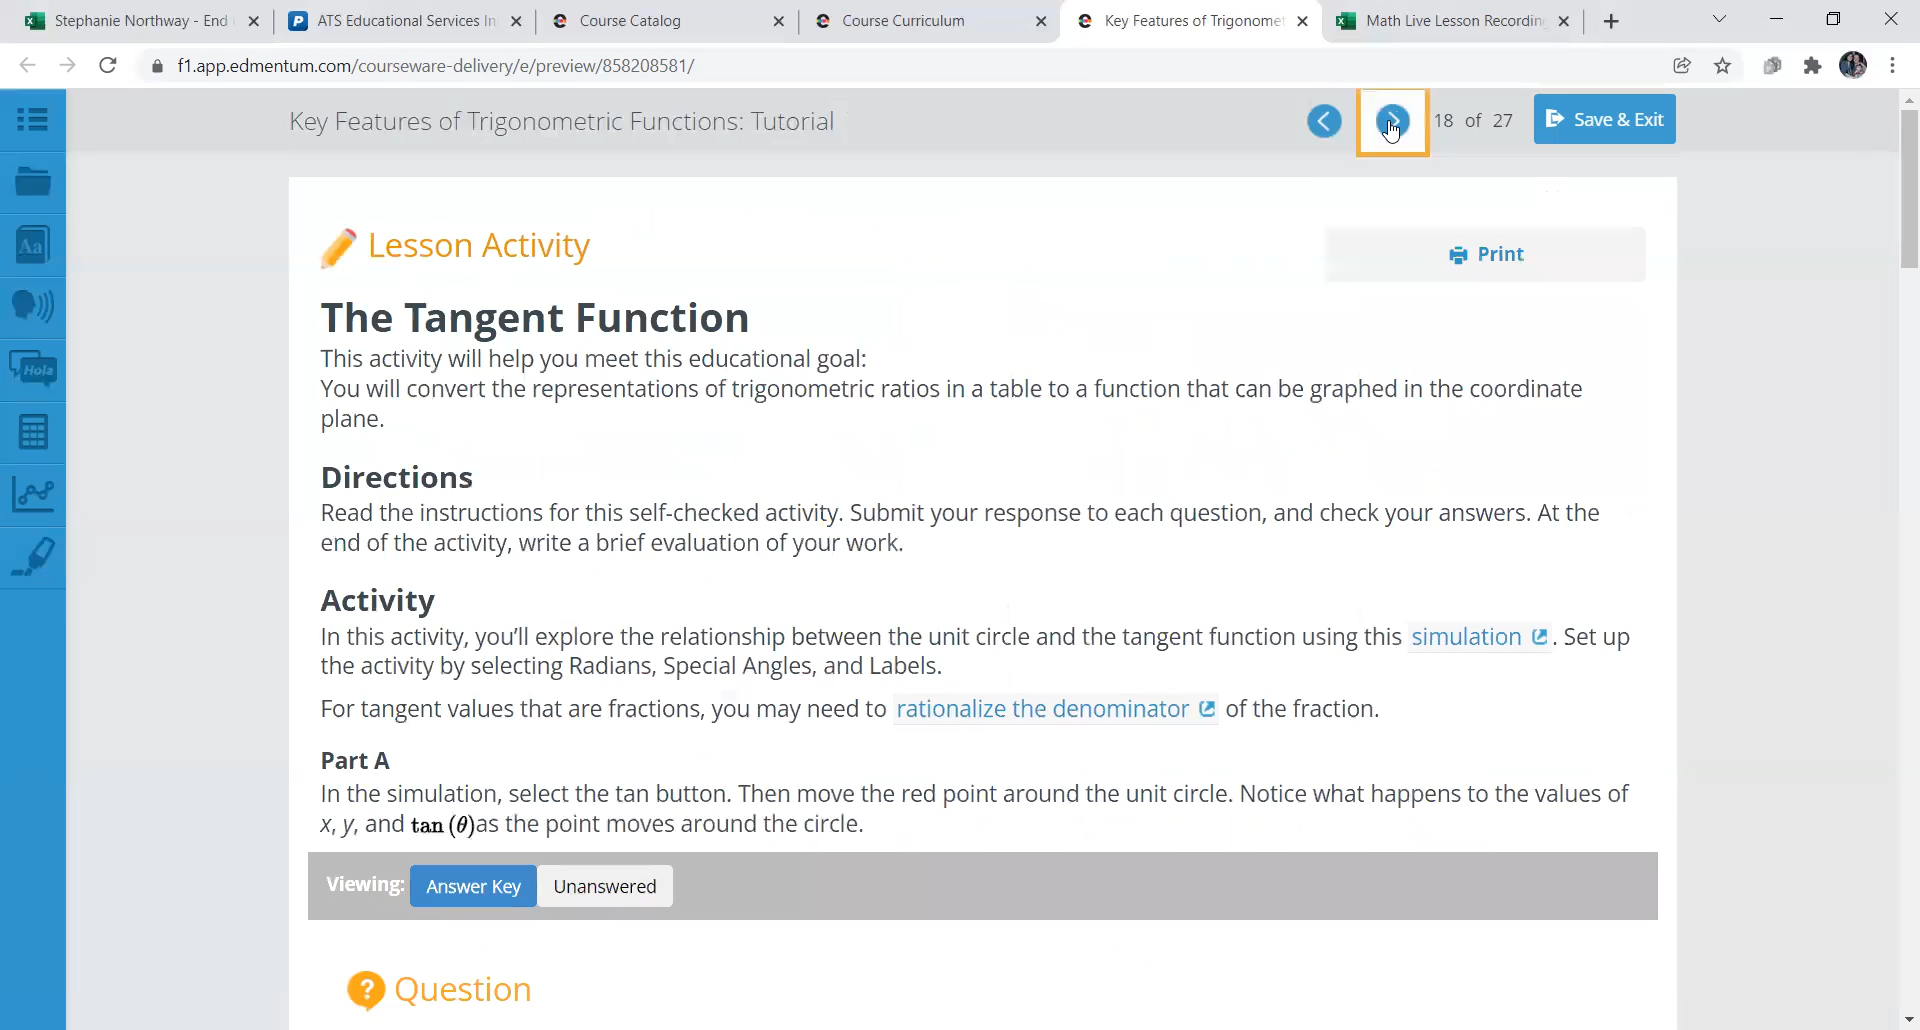 Stephanie Northway - End
ATS Educational Services In
Course Catalog
Course Curriculum
Key Features of Trigonomet
Math Live Lesson Recording
f1.app.edmentum.com/courseware-delivery/e/preview/858208581/
Key Features of Trigonometric Functions: Tutorial
18 of 27
Save & Exit
Aa
Hola
Lesson Activity
Print
The Tangent Function
This activity will help you meet this educational goal:
You will convert the representations of trigonometric ratios in a table to a function that can be graphed in the coordinate
plane.
Directions
Read the instructions for this self-checked activity. Submit your response to each question, and check your answers. At the
end of the activity, write a brief evaluation of your work.
Activity
In this activity, you'll explore the relationship between the unit circle and the tangent function using this simulation. Set up
the activity by selecting Radians, Special Angles, and Labels.
For tangent values that are fractions, you may need to rationalize the denominator of the fraction.
Part A
In the simulation, select the tan button. Then move the red point around the unit circle. Notice what happens to the values of
x, y, and tan (θ)as the point moves around the circle.
Viewing: Answer Key Unanswered
? Question